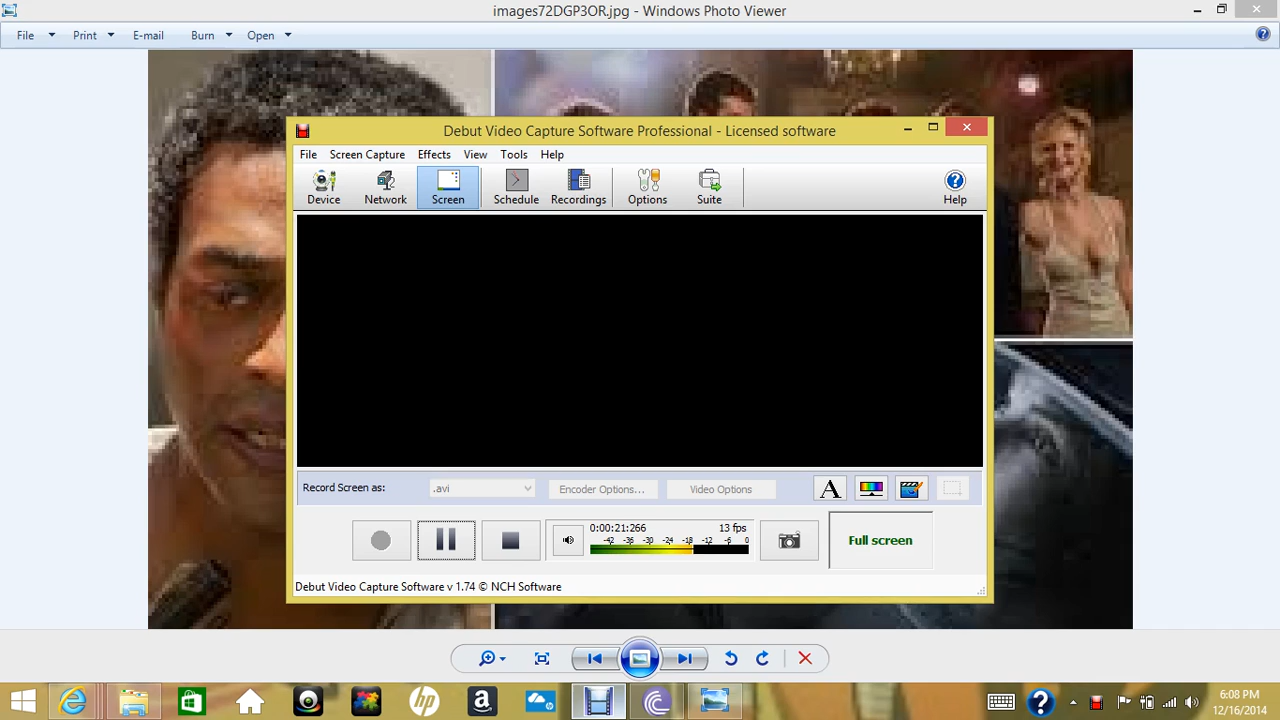 images72DGP3OR.jpg - Windows Photo Viewer
File Print E-mail Burn Open
Debut Video Capture Software Professional - Licensed software
File Screen Capture Effects View Tools Help
Device Network Screen Schedule Recordings Options Suite Help
Record Screen as: .avi Encoder Options... Video Options A
0:00:21:266 13 fps
-42 -36 -30 -24 -18 -12 -6 0
Full screen
Debut Video Capture Software v 1.74 © NCH Software
hp a
6:08 PM
12/16/2014